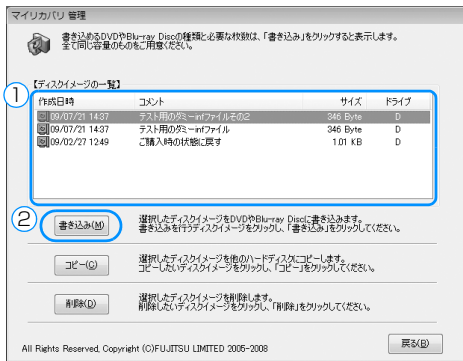 マイリカバリ 管理
書き込めるDVDやBlu-ray Discの種類と必要な枚数は、「書き込み」をクリックすると表示します。
全て同じ容量のものをご用意ください。
【ディスクイメージの一覧】
①
作成日時 コメント サイズ ドライブ
09/07/21 14:37 テスト用のダミーinfファイルその2 346 Byte D
09/07/21 14:37 テスト用のダミーinfファイル 346 Byte D
09/02/27 12:49 ご購入時の状態に戻す 1.01 KB D
②
書き込み(M)
選択したディスクイメージをDVDやBlu-ray Discに書き込みます。
書き込みを行うディスクイメージをクリックし、「書き込み」をクリックしてください。
コピー(C)
選択したディスクイメージを他のハードディスクにコピーします。
コピーしたいディスクイメージをクリックし、「コピー」をクリックしてください。
削除(D)
選択したディスクイメージを削除します。
削除したいディスクイメージをクリックし、「削除」をクリックしてください。
All Rights Reserved, Copyright (C)FUJITSU LIMITED 2005-2008
戻る(B)